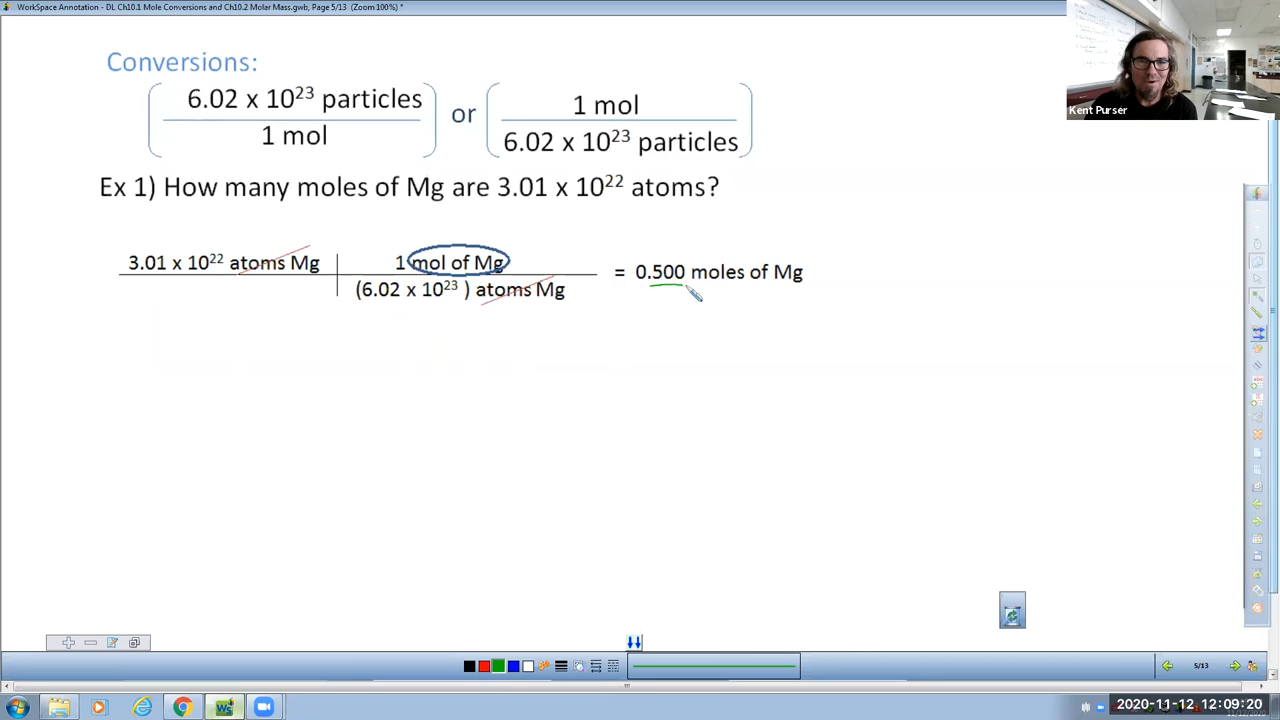 WorkSpace Annotation - DL Ch10.1 Mole Conversions and Ch10.2 Molar Mass.gwb, Page 5/13 (Zoom 100%) *
Kent Purser
Conversions:
6.02 x 10²³ particles
1 mol
or
1 mol
6.02 x 10²³ particles
Ex 1) How many moles of Mg are 3.01 x 10²² atoms?
3.01 x 10²² atoms Mg
1 mol of Mg
(6.02 x 10²³ ) atoms Mg
= 0.500 moles of Mg
5/13
2020-11-12, 12:09:20